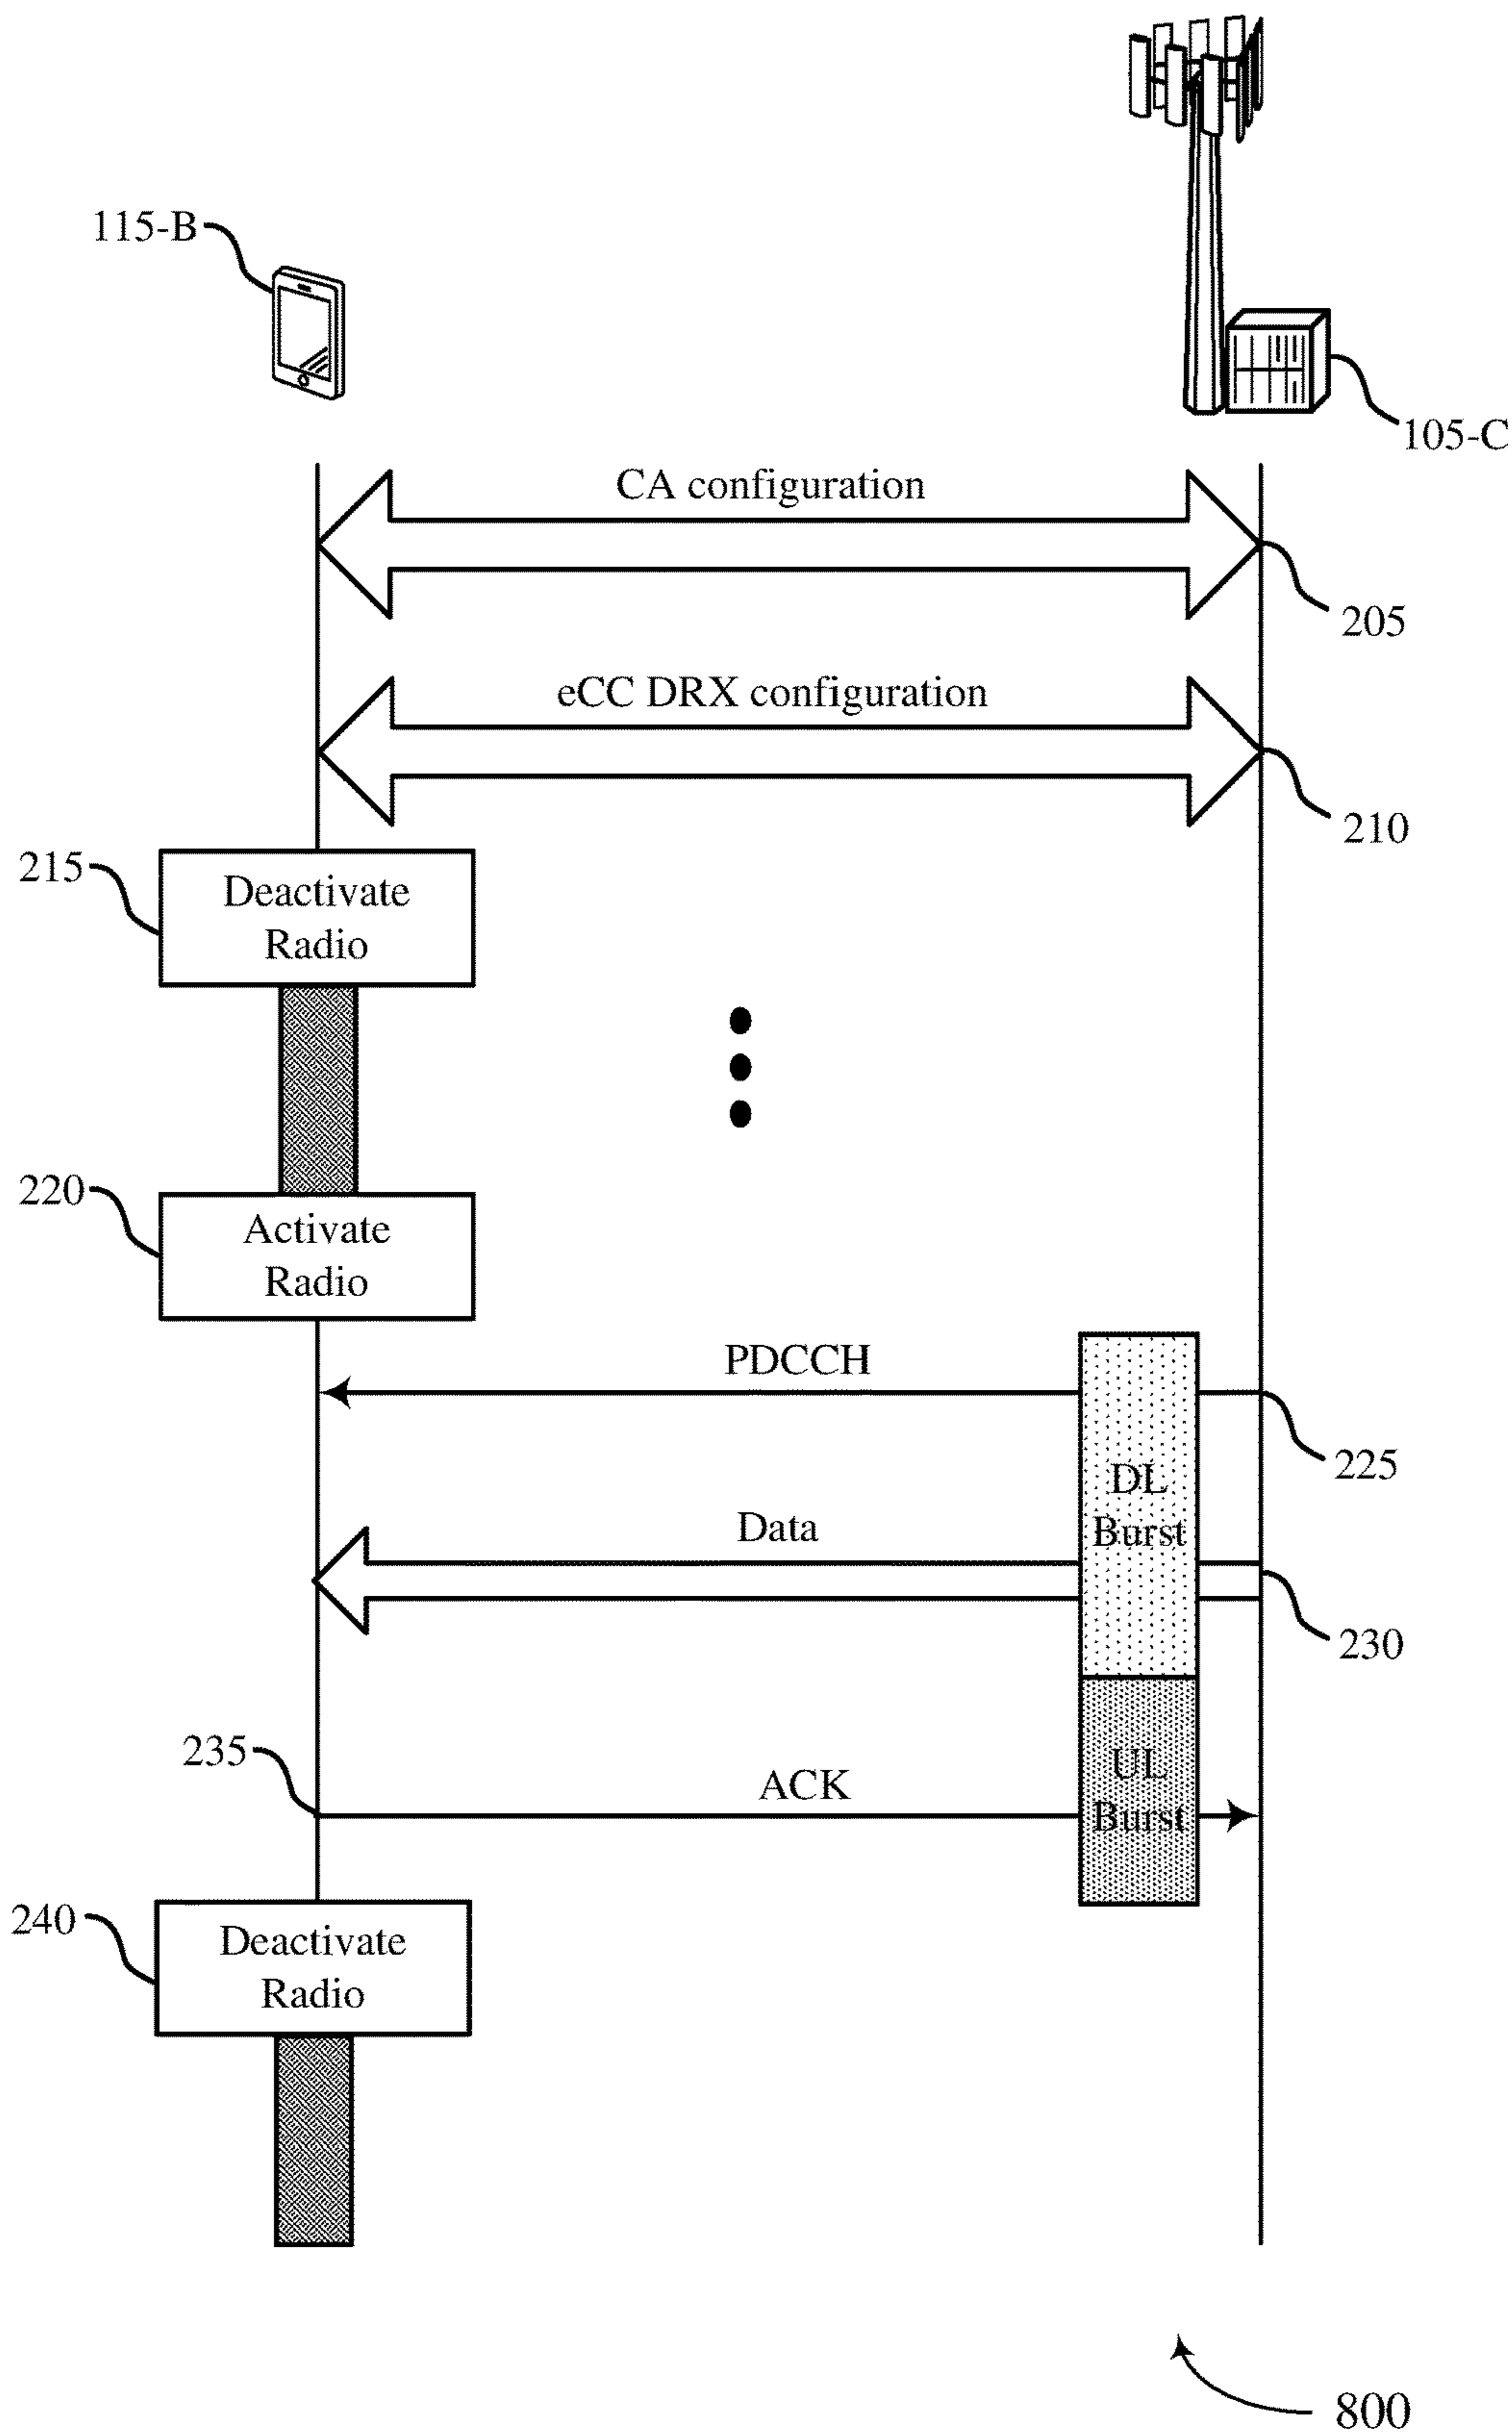 115-B
105-C
CA configuration
205
eCC DRX configuration
210
215
Deactivate
Radio
220
Activate
Radio
PDCCH
225
DL
Burst
Data
230
235
ACK
UL
Burst
240
Deactivate
Radio
800